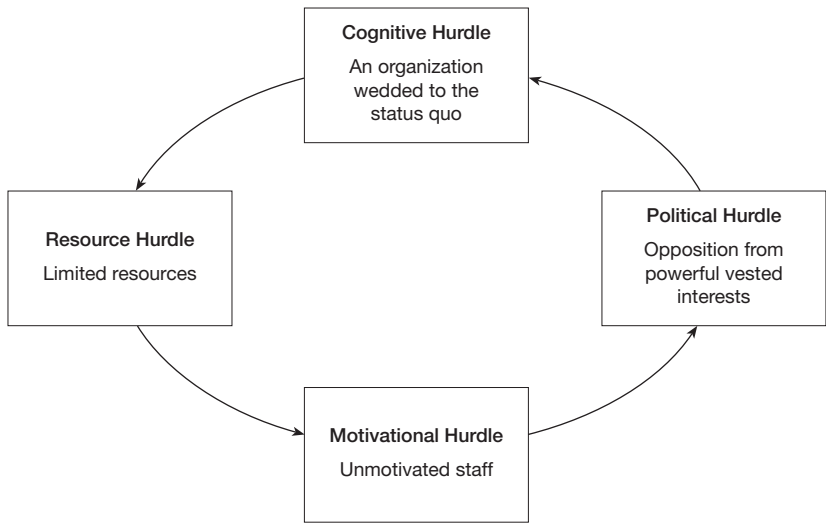 Cognitive Hurdle
An organization
wedded to the
status quo
Resource Hurdle
Limited resources
Political Hurdle
Opposition from
powerful vested
interests
Motivational Hurdle
Unmotivated staff